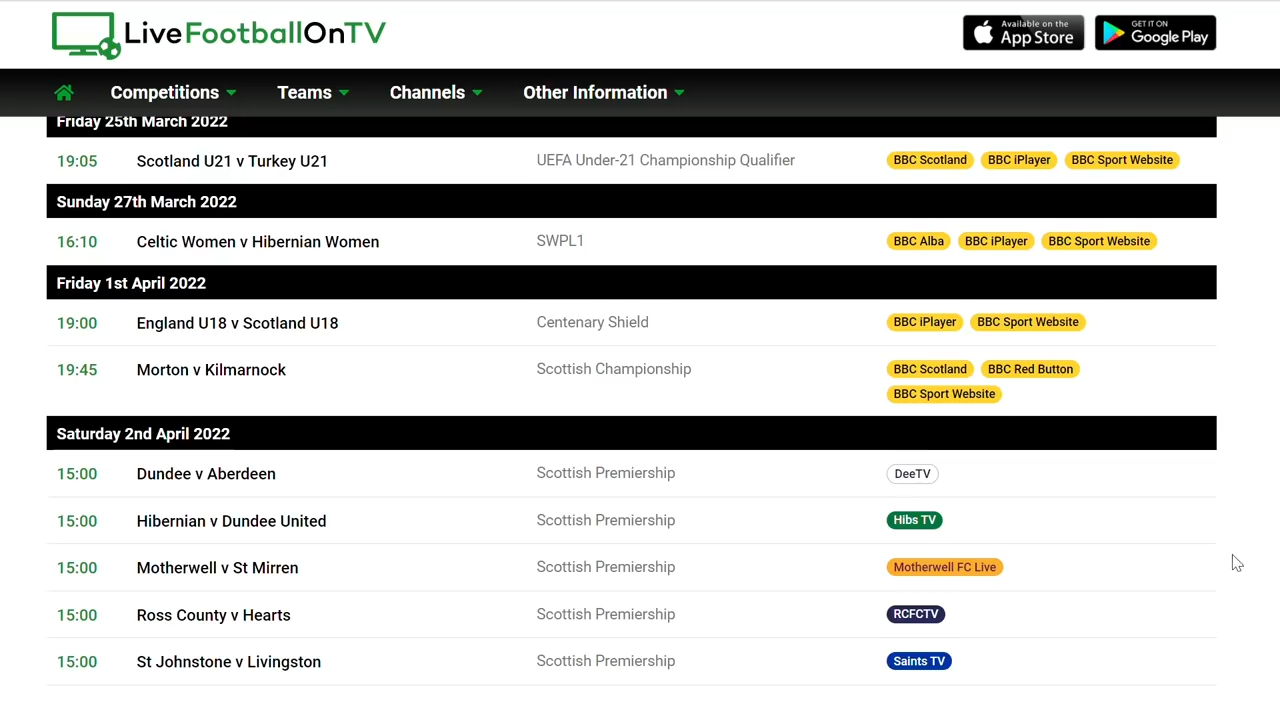 LiveFootballOnTV
Available on the
App Store
GET IT ON
Google Play
Competitions Teams Channels Other Information
Friday 25th March 2022
19:05 Scotland U21 v Turkey U21 UEFA Under-21 Championship Qualifier BBC Scotland BBC iPlayer BBC Sport Website
Sunday 27th March 2022
16:10 Celtic Women v Hibernian Women SWPL1 BBC Alba BBC iPlayer BBC Sport Website
Friday 1st April 2022
19:00 England U18 v Scotland U18 Centenary Shield BBC iPlayer BBC Sport Website
19:45 Morton v Kilmarnock Scottish Championship BBC Scotland BBC Red Button
BBC Sport Website
Saturday 2nd April 2022
15:00 Dundee v Aberdeen Scottish Premiership DeeTV
15:00 Hibernian v Dundee United Scottish Premiership Hibs TV
15:00 Motherwell v St Mirren Scottish Premiership Motherwell FC Live
15:00 Ross County v Hearts Scottish Premiership RCFCTV
15:00 St Johnstone v Livingston Scottish Premiership Saints TV